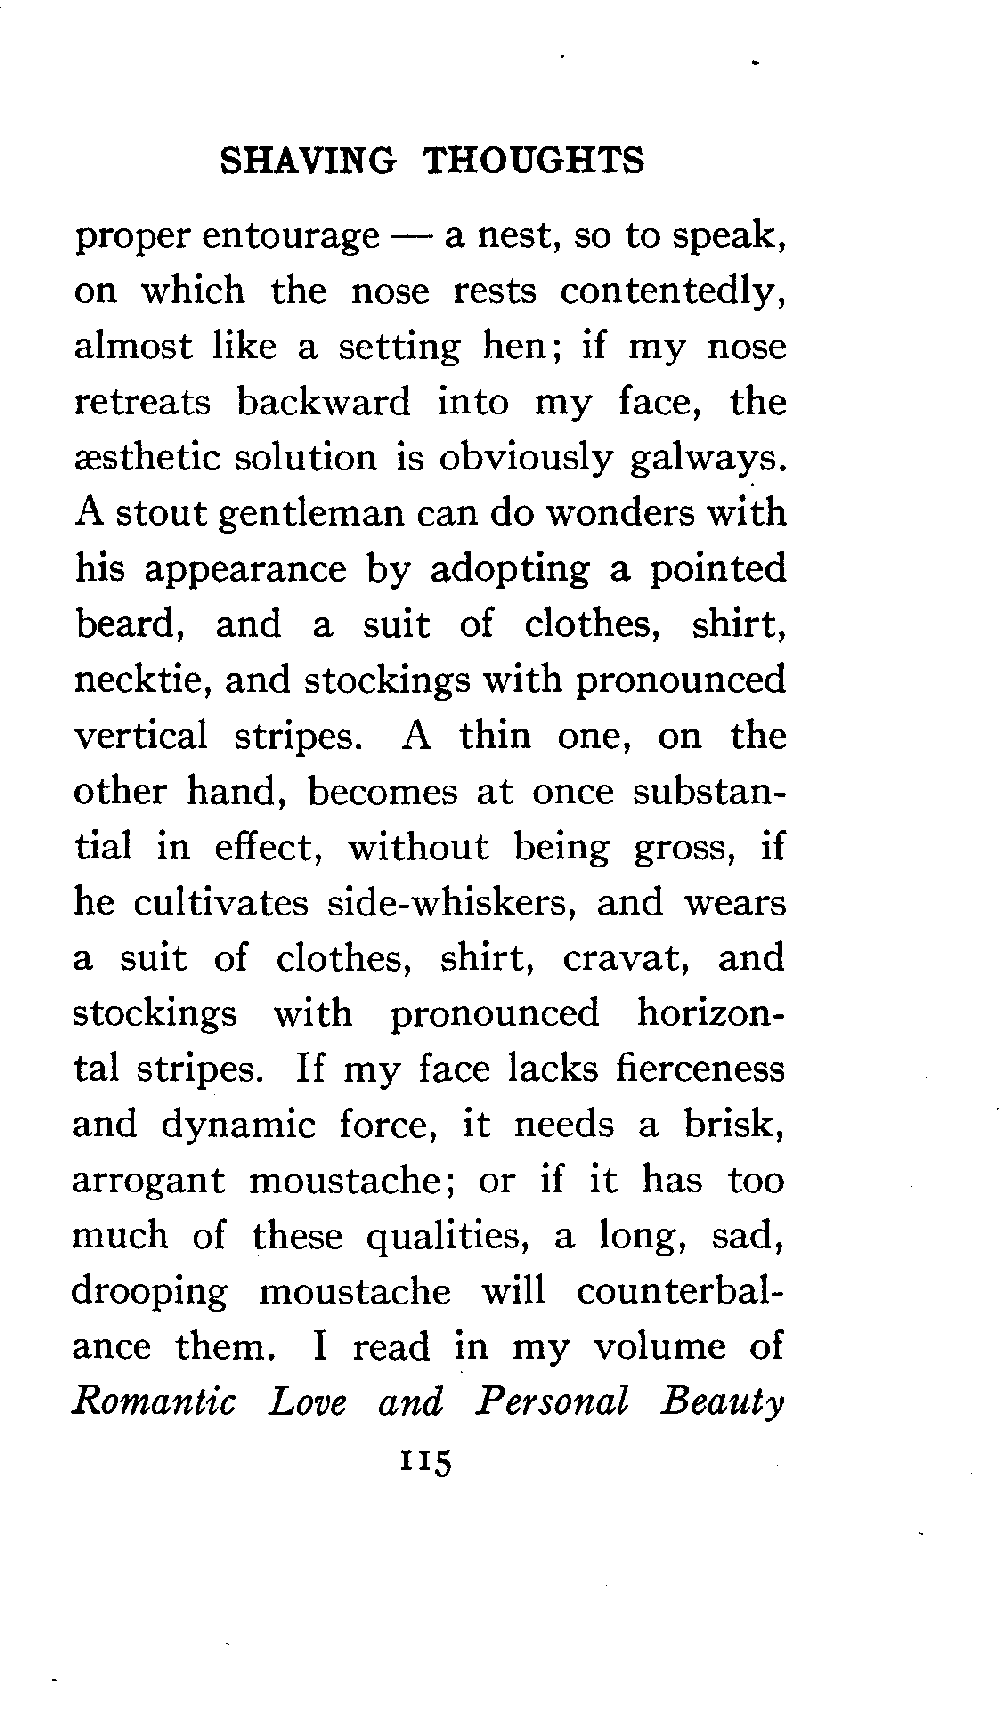 SHAVING THOUGHTS
proper entourage — a nest, so to speak,
on which the nose rests contentedly,
almost like a setting hen; if my nose
retreats backward into my face, the
æsthetic solution is obviously galways.
A stout gentleman can do wonders with
his appearance by adopting a pointed
beard, and a suit of clothes, shirt,
necktie, and stockings with pronounced
vertical stripes. A thin one, on the
other hand, becomes at once substan-
tial in effect, without being gross, if
he cultivates side-whiskers, and wears
a suit of clothes, shirt, cravat, and
stockings with pronounced horizon-
tal stripes. If my face lacks fierceness
and dynamic force, it needs a brisk,
arrogant moustache; or if it has too
much of these qualities, a long, sad,
drooping moustache will counterbal-
ance them. I read in my volume of
Romantic Love and Personal Beauty
115